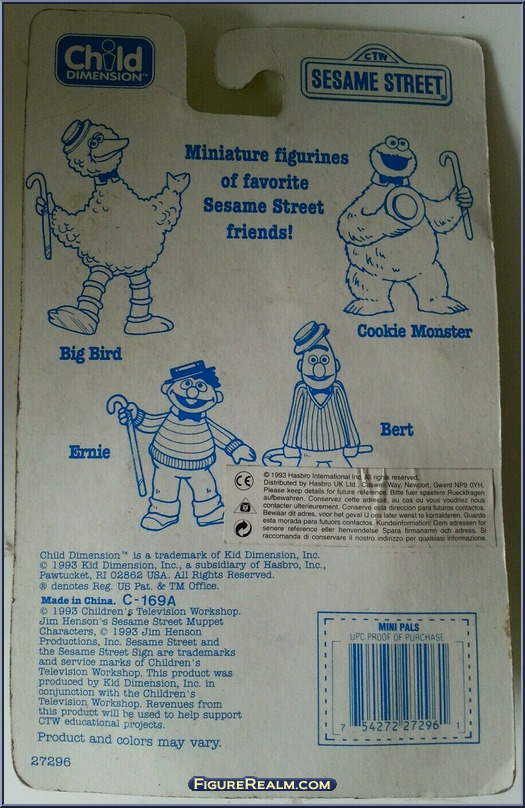 Child
DIMENSION™
CTW
SESAME STREET®
Miniature figurines
of favorite
Sesame Street
friends!
Big Bird
Cookie Monster
Ernie
Bert
© 1993 Hasbro International Inc. All rights reserved.
Distributed by Hasbro UK Ltd., Caswell Way, Newport, Gwent NP9 0YH.
Please keep details for future reference. Bitte fuer spaetere Rueckfragen
aufbewahren. Conservez cette adresse, au cas ou vous voudriez nous
contacter ulterieurement. Conserve esta direccion para futuros contactos.
Bewaar dit adres, voor het geval U ons later wenst te kontakteren. Guarde
esta morada para futuros contactos. Kundeinformation: Gem adressen for
senere reference eller henvendelse Spara firmanamn och adress. Si
raccomanda di conservare il nostro indirizzo per qualsiasi informazione.
Child Dimension™ is a trademark of Kid Dimension, Inc.
© 1993 Kid Dimension, Inc., a subsidiary of Hasbro, Inc.,
Pawtucket, RI 02862 USA. All Rights Reserved.
® denotes Reg. US Pat. & TM Office.
Made in China. C-169A
© 1993 Children's Television Workshop.
Jim Henson's Sesame Street Muppet
Characters, © 1993 Jim Henson
Productions, Inc. Sesame Street and
the Sesame Street Sign are trademarks
and service marks of Children's
Television Workshop. This product was
produced by Kid Dimension, Inc. in
conjunction with the Children's
Television Workshop. Revenues from
this product will be used to help support
CTW educational projects.
Product and colors may vary.
27296
MINI PALS
UPC PROOF OF PURCHASE
7 54272 27296 1
FIGUREREALM.COM